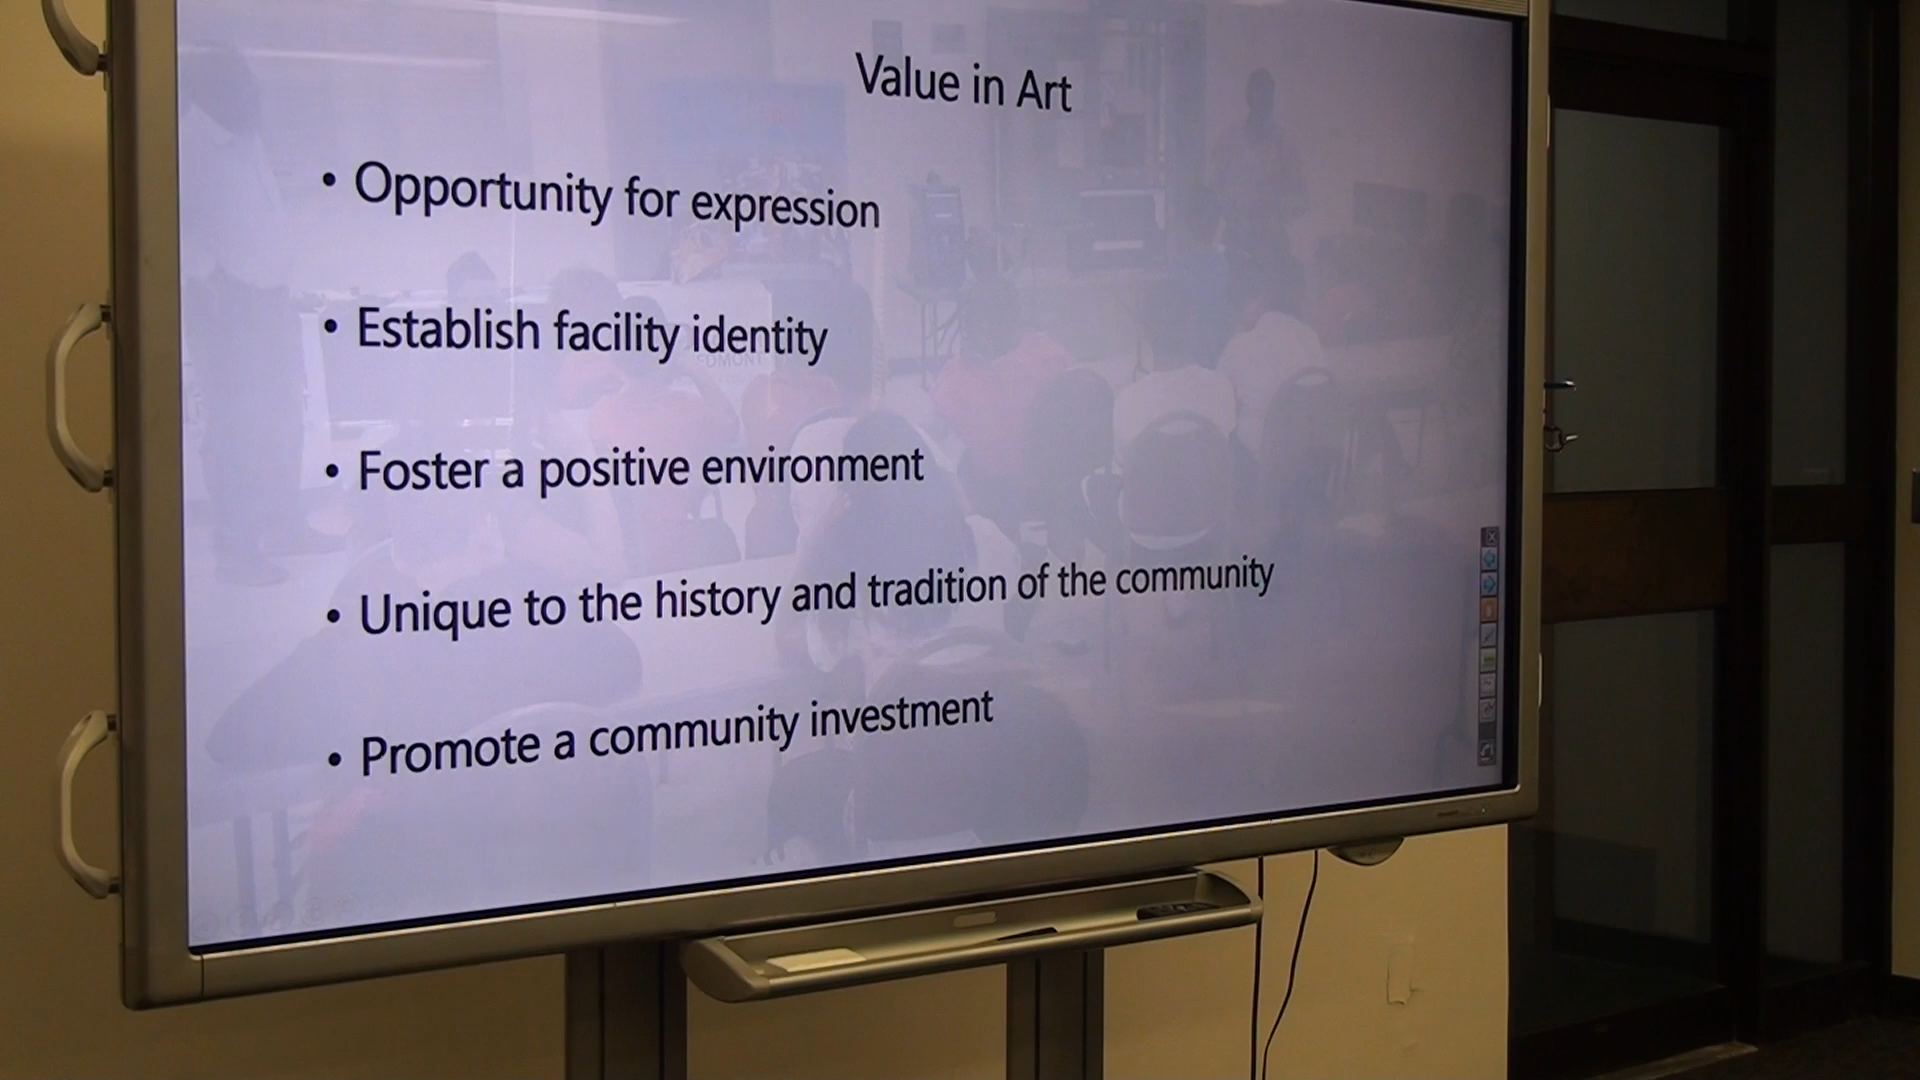 Value in Art
• Opportunity for expression
• Establish facility identity
• Foster a positive environment
• Unique to the history and tradition of the community
• Promote a community investment